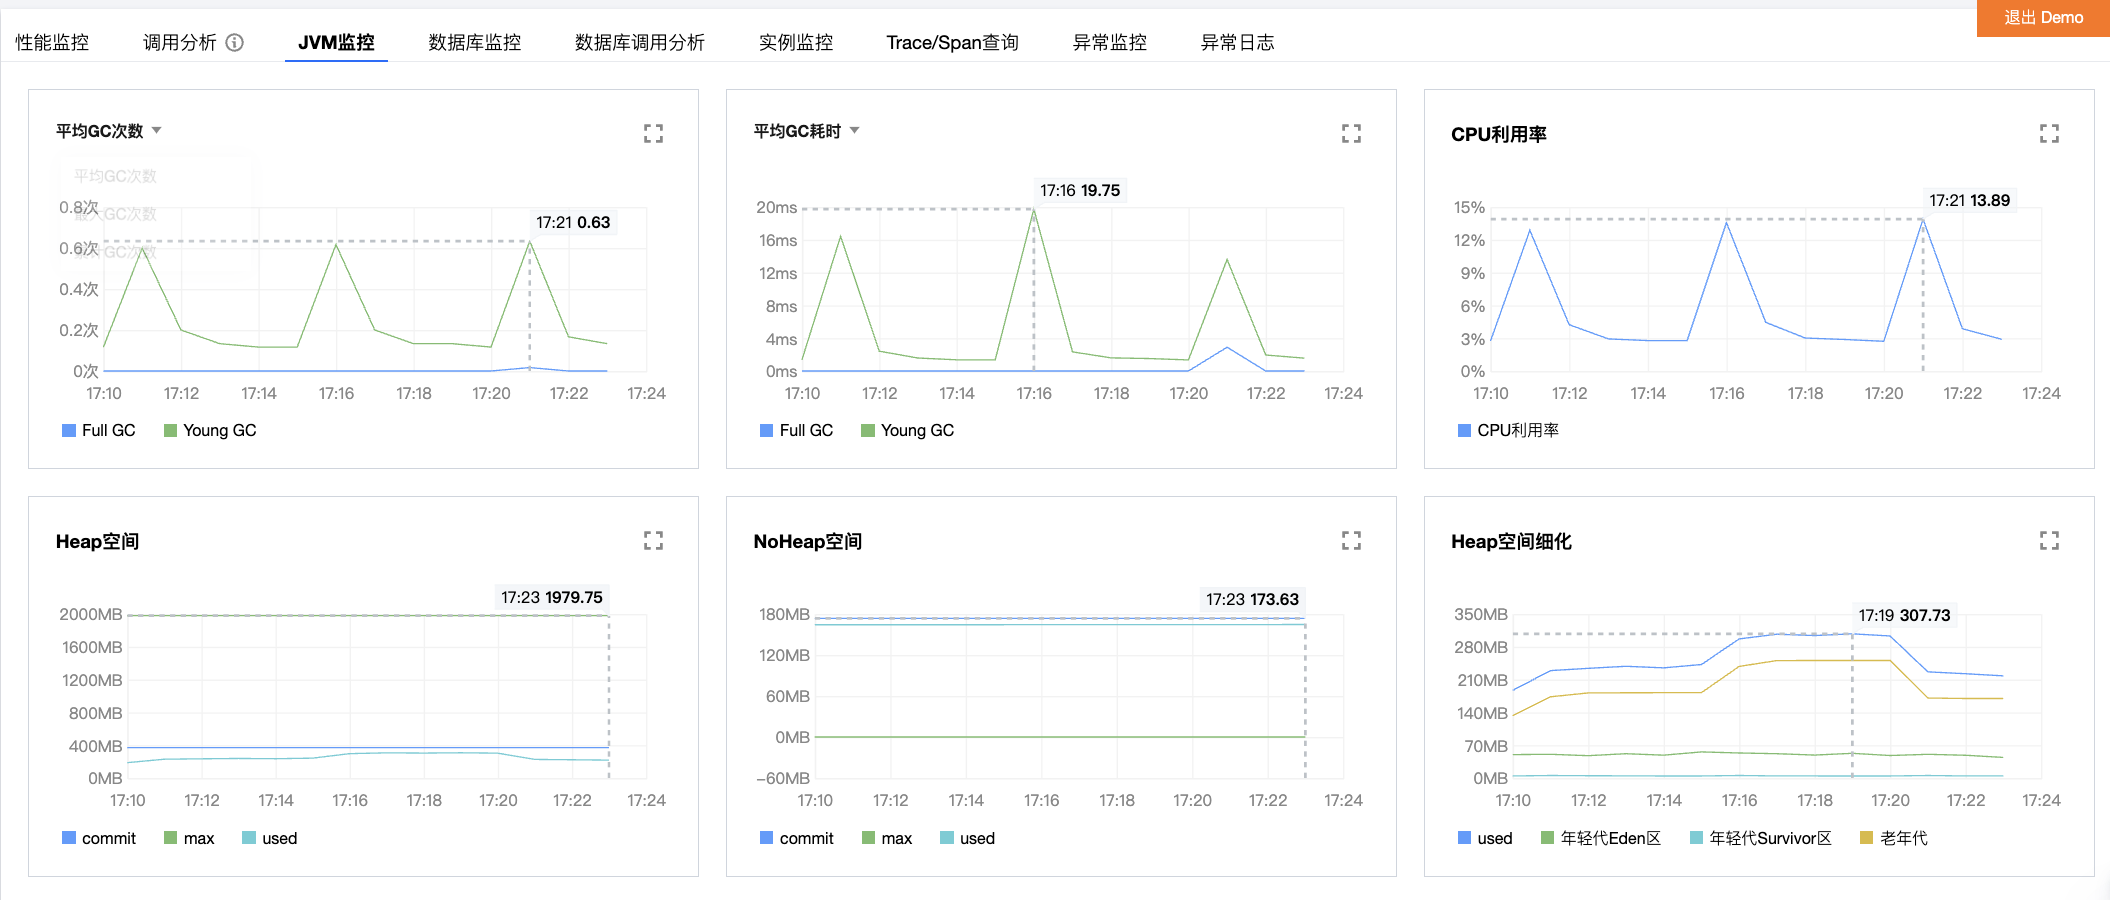 退出 Demo
性能监控 调用分析 JVM监控 数据库监控 数据库调用分析 实例监控 Trace/Span查询 异常监控 异常日志
平均GC次数
平均GC次数
最大GC次数
累计GC次数
17:21 0.63
0.8次
0.6次
0.4次
0.2次
0次
17:10 17:12 17:14 17:16 17:18 17:20 17:22 17:24
Full GC Young GC
平均GC耗时
17:16 19.75
20ms
16ms
12ms
8ms
4ms
0ms
17:10 17:12 17:14 17:16 17:18 17:20 17:22 17:24
Full GC Young GC
CPU利用率
17:21 13.89
15%
12%
9%
6%
3%
0%
17:10 17:12 17:14 17:16 17:18 17:20 17:22 17:24
CPU利用率
Heap空间
17:23 1979.75
2000MB
1600MB
1200MB
800MB
400MB
0MB
17:10 17:12 17:14 17:16 17:18 17:20 17:22 17:24
commit max used
NoHeap空间
17:23 173.63
180MB
120MB
60MB
0MB
−60MB
17:10 17:12 17:14 17:16 17:18 17:20 17:22 17:24
commit max used
Heap空间细化
17:19 307.73
350MB
280MB
210MB
140MB
70MB
0MB
17:10 17:12 17:14 17:16 17:18 17:20 17:22 17:24
used 年轻代Eden区 年轻代Survivor区 老年代